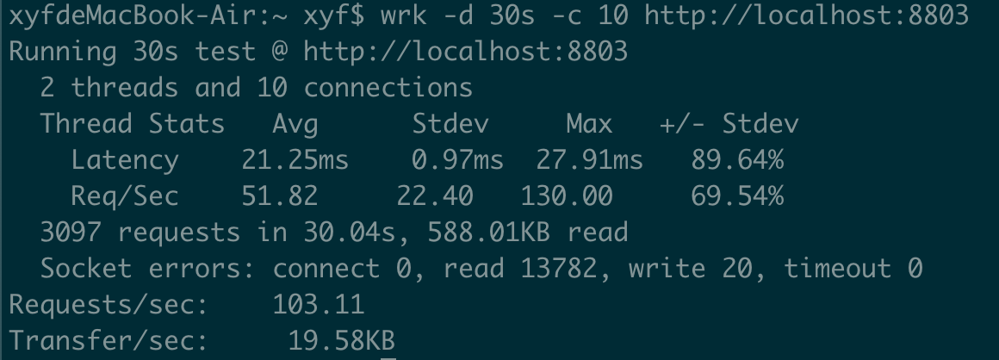 xyfdeMacBook-Air:~ xyf$ wrk -d 30s -c 10 http://localhost:8803
Running 30s test @ http://localhost:8803
  2 threads and 10 connections
  Thread Stats   Avg      Stdev     Max   +/- Stdev
    Latency    21.25ms    0.97ms  27.91ms   89.64%
    Req/Sec    51.82     22.40   130.00     69.54%
  3097 requests in 30.04s, 588.01KB read
  Socket errors: connect 0, read 13782, write 20, timeout 0
Requests/sec:    103.11
Transfer/sec:     19.58KB